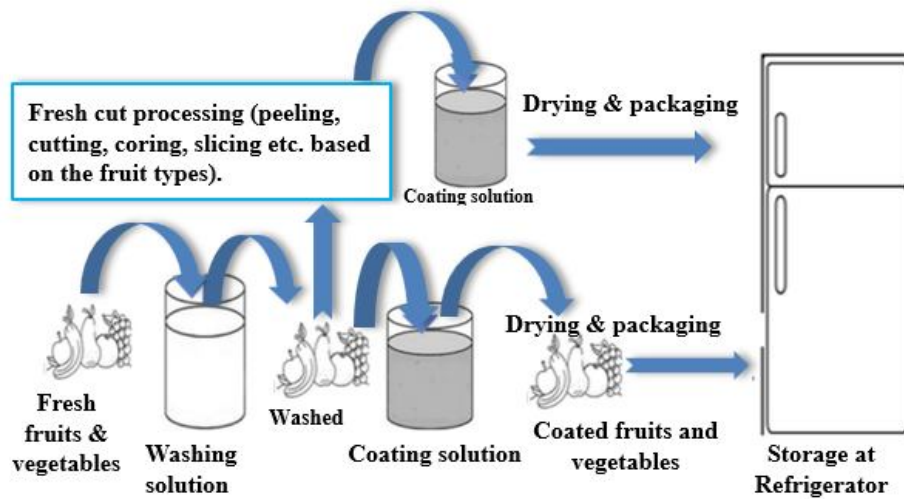 Fresh cut processing (peeling,
cutting, coring, slicing etc. based
on the fruit types).
Coating solution
Drying & packaging
Fresh
fruits &
vegetables
Washing
solution
Washed
Coating solution
Drying & packaging
Coated fruits and
vegetables
Storage at
Refrigerator